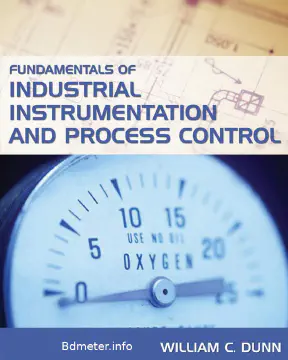 FUNDAMENTALS OF
INDUSTRIAL
INSTRUMENTATION
AND PROCESS CONTROL
10 15
5 USE NO OIL 20
OXYGEN
0 25
Bdmeter.info WILLIAM C. DUNN